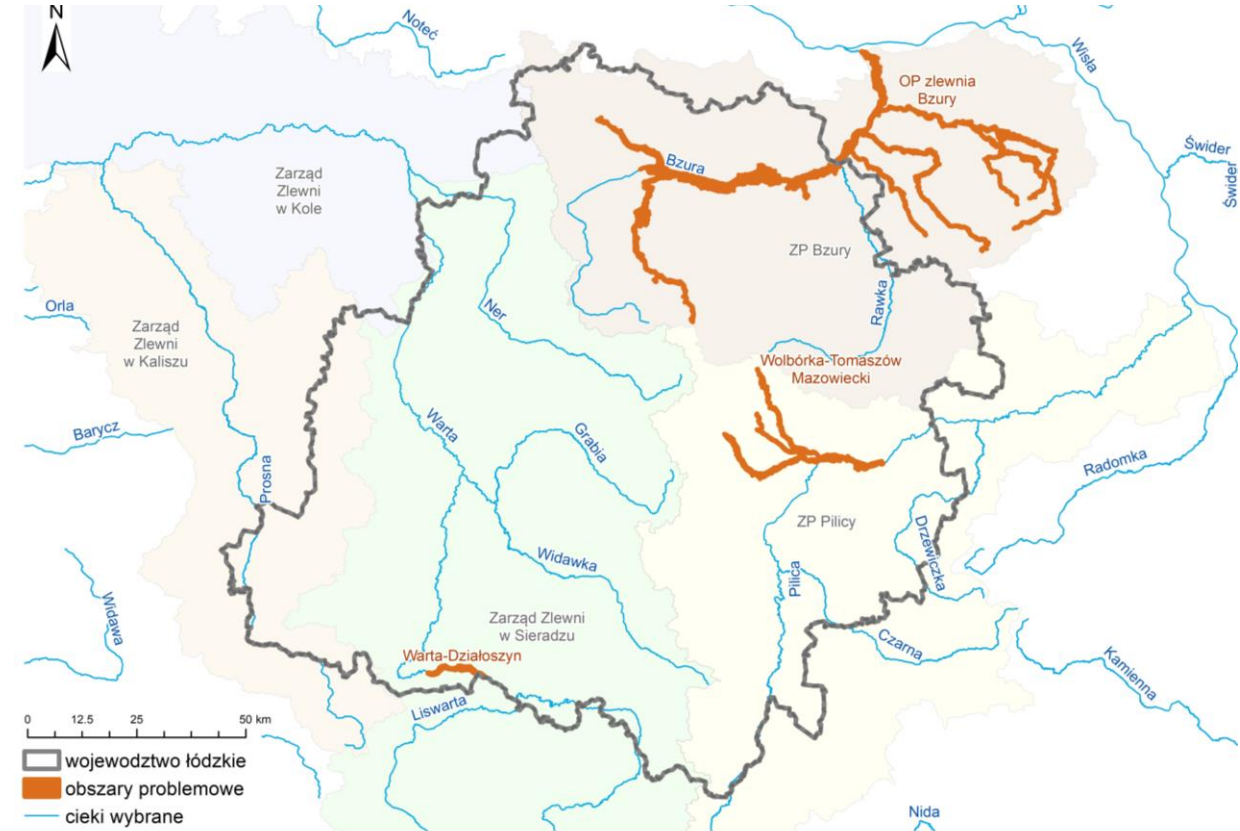 N
Noteć
Wisła
OP zlewnia
Bzury
Świder
Świder
Bzura
Zarząd
Zlewni
w Kole
ZP Bzury
Orla
Ner
Rawka
Zarząd
Zlewni
w Kaliszu
Wolbórka-Tomaszów
Mazowiecki
Barycz
Warta
Grabia
Radomka
Prosna
ZP Pilicy
Drzewiczka
Widawka
Pilica
Widawa
Zarząd Zlewni
w Sieradzu
Czarna
Warta-Działoszyn
Kamienna
Liswarta
0 12.5 25 50 km
województwo łódzkie
obszary problemowe
cieki wybrane
Nida